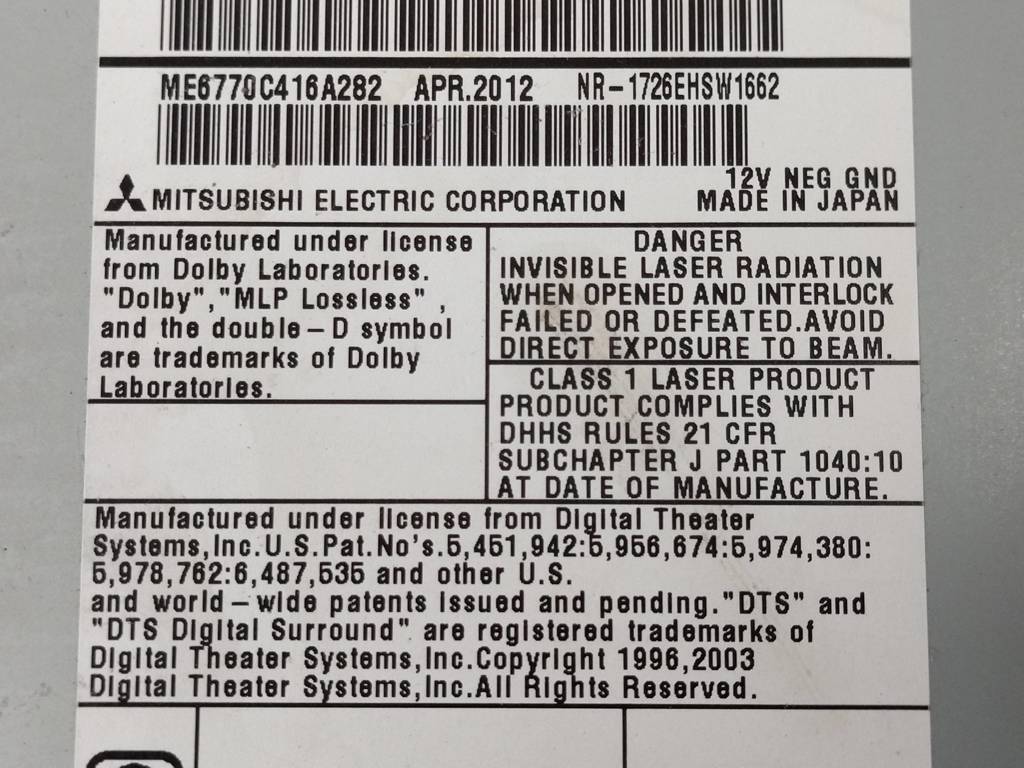 ME6770C416A282 APR.2012 NR-1726EHSW1662
12V NEG GND
MITSUBISHI ELECTRIC CORPORATION MADE IN JAPAN
Manufactured under license
from Dolby Laboratories.
"Dolby","MLP Lossless" ,
and the double-D symbol
are trademarks of Dolby
Laboratories.
DANGER
INVISIBLE LASER RADIATION
WHEN OPENED AND INTERLOCK
FAILED OR DEFEATED.AVOID
DIRECT EXPOSURE TO BEAM.
CLASS 1 LASER PRODUCT
PRODUCT COMPLIES WITH
DHHS RULES 21 CFR
SUBCHAPTER J PART 1040:10
AT DATE OF MANUFACTURE.
Manufactured under license from Digital Theater
Systems,Inc.U.S.Pat.No's.5,451,942:5,956,674:5,974,380:
5,978,762:6,487,535 and other U.S.
and world-wide patents issued and pending."DTS" and
"DTS Digital Surround" are registered trademarks of
Digital Theater Systems,Inc.Copyright 1996,2003
Digital Theater Systems,Inc.All Rights Reserved.